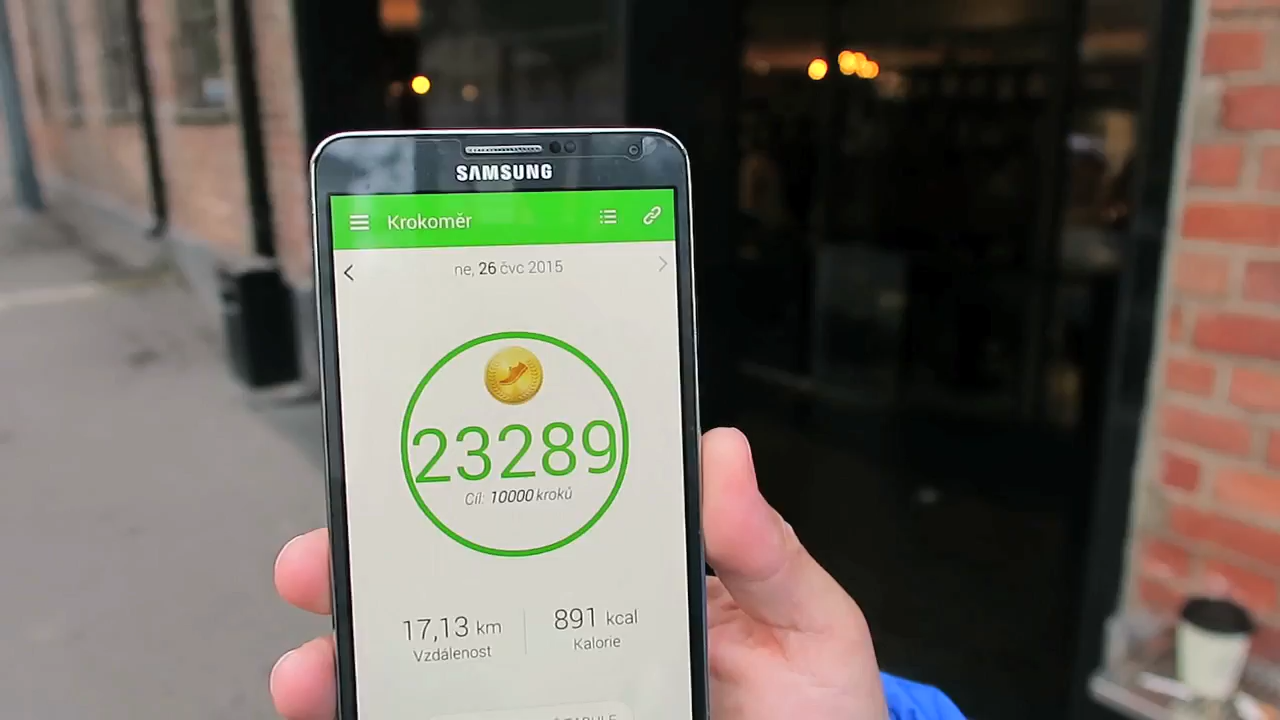 SAMSUNG
Krokoměr
ne, 26 čvc 2015
23289
Cíl: 10000 kroků
17,13 km
Vzdálenost
891 kcal
Kalorie